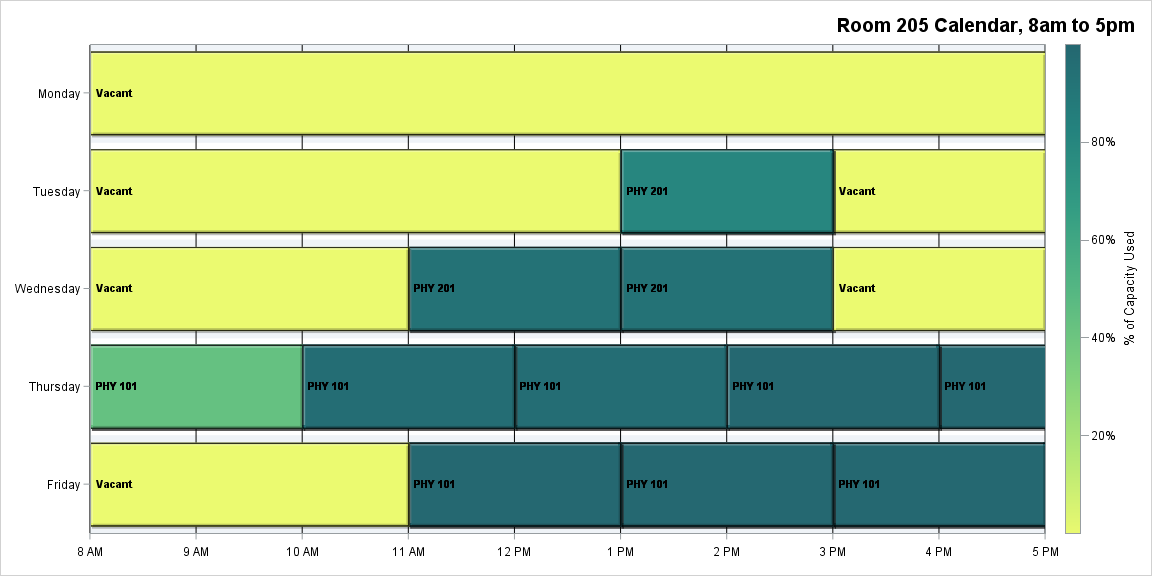 Room 205 Calendar, 8am to 5pm
Monday
Vacant
Tuesday
Vacant
PHY 201
Vacant
Wednesday
Vacant
PHY 201
PHY 201
Vacant
Thursday
PHY 101
PHY 101
PHY 101
PHY 101
PHY 101
Friday
Vacant
PHY 101
PHY 101
PHY 101
8 AM
9 AM
10 AM
11 AM
12 PM
1 PM
2 PM
3 PM
4 PM
5 PM
80%
60%
40%
20%
% of Capacity Used